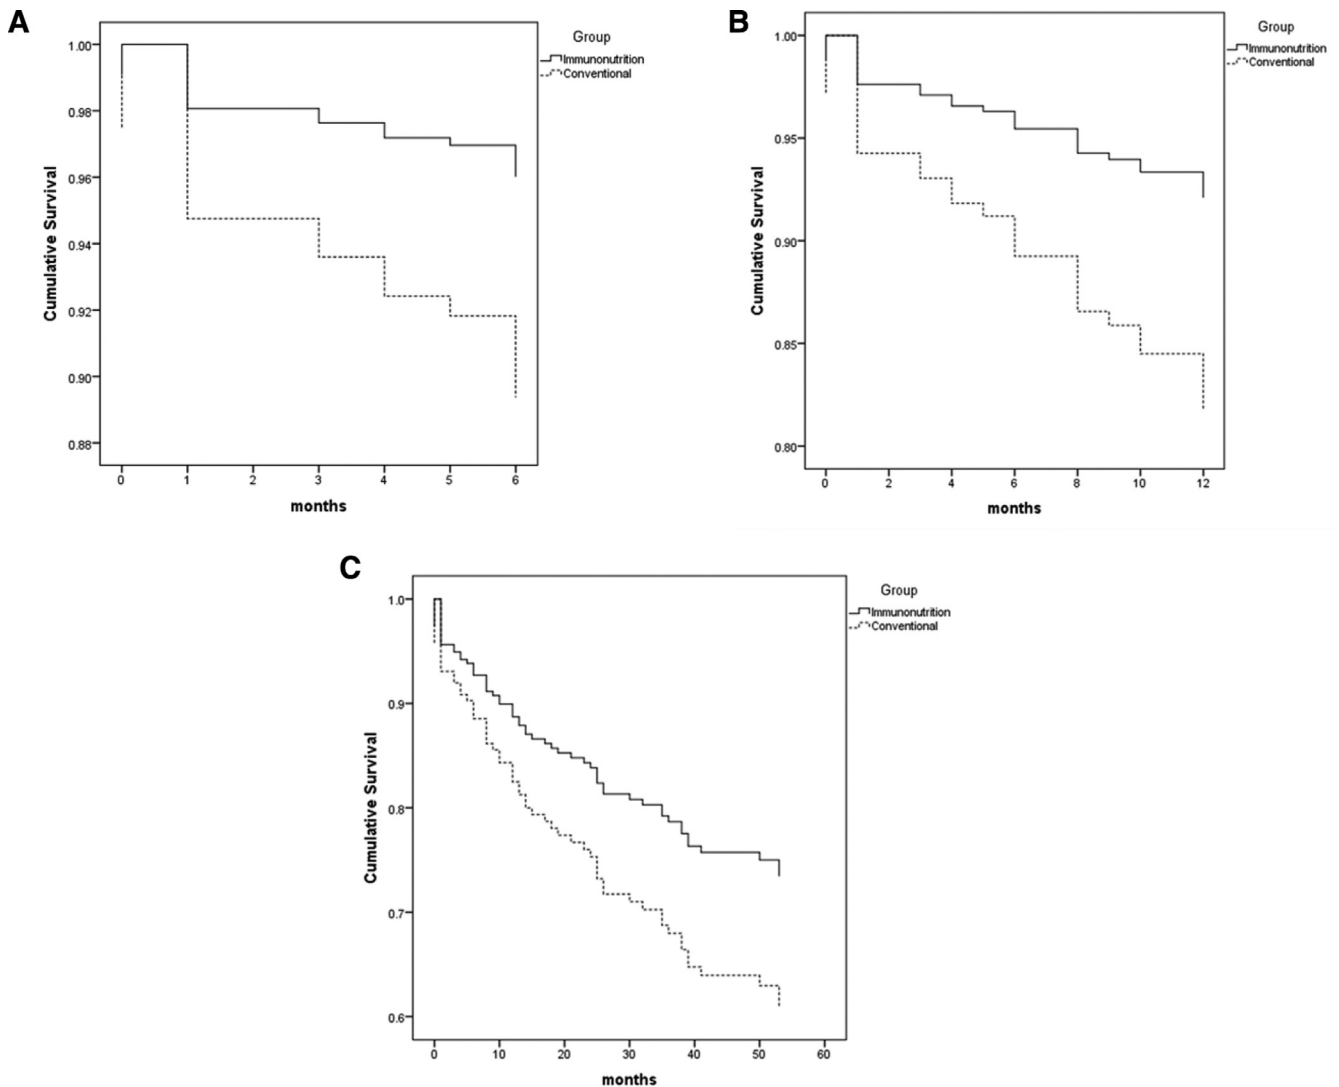 A
Group
Immunonutrition
Conventional
1.00
0.98
0.96
0.94
0.92
0.90
0.88
Cumulative Survival
0 1 2 3 4 5 6
months
B
Group
Immunonutrition
Conventional
1.00
0.95
0.90
0.85
0.80
Cumulative Survival
0 2 4 6 8 10 12
months
C
Group
Immunonutrition
Conventional
1.0
0.9
0.8
0.7
0.6
Cumulative Survival
0 10 20 30 40 50 60
months